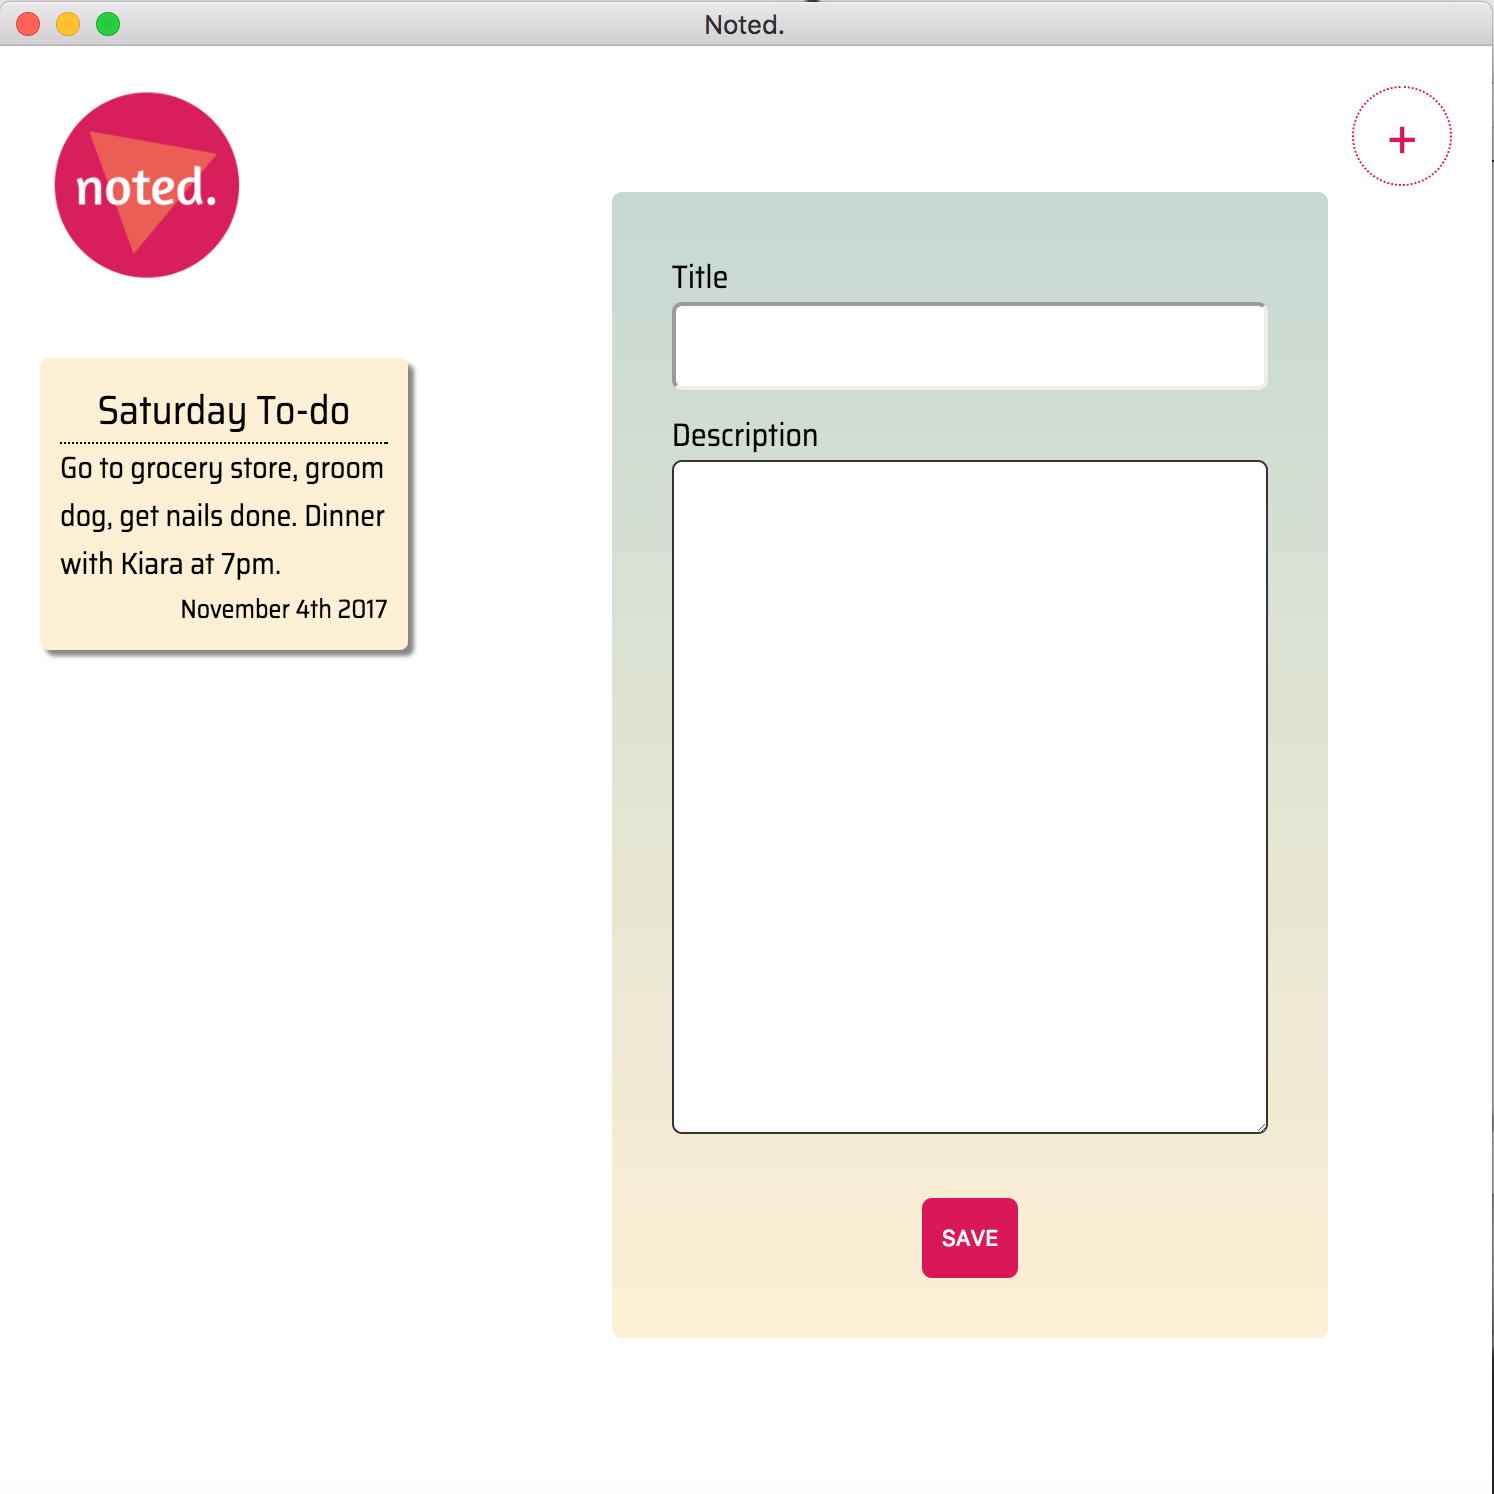 Noted.
noted.
+
Saturday To-do
Go to grocery store, groom
dog, get nails done. Dinner
with Kiara at 7pm.
November 4th 2017
Title
Description
SAVE